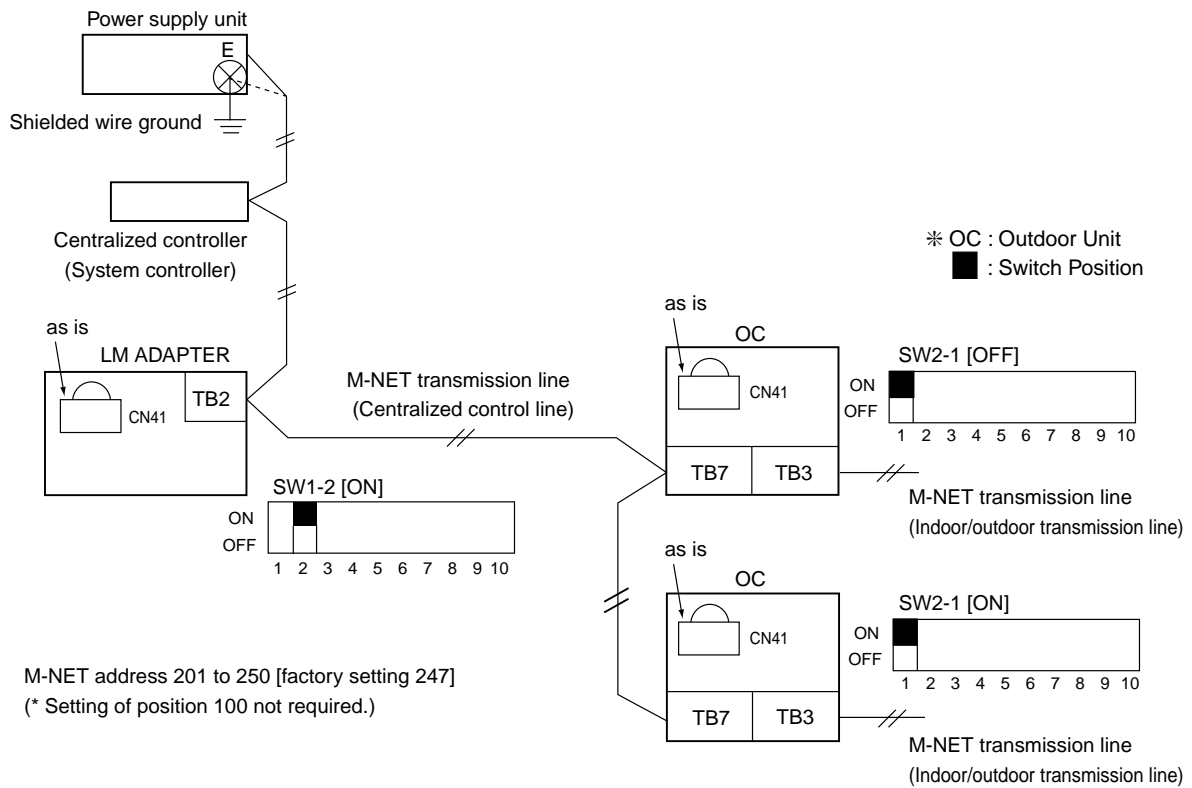 Power supply unit
E
Shielded wire ground
Centralized controller
(System controller)
❊ OC : Outdoor Unit
: Switch Position
as is
LM ADAPTER
TB2
CN41
M-NET transmission line
(Centralized control line)
SW1-2 [ON]
ON
OFF
1 2 3 4 5 6 7 8 9 10
as is
OC
CN41
TB7
TB3
SW2-1 [OFF]
ON
OFF
1 2 3 4 5 6 7 8 9 10
M-NET transmission line
(Indoor/outdoor transmission line)
as is
OC
CN41
TB7
TB3
SW2-1 [ON]
ON
OFF
1 2 3 4 5 6 7 8 9 10
M-NET transmission line
(Indoor/outdoor transmission line)
M-NET address 201 to 250 [factory setting 247]
(* Setting of position 100 not required.)